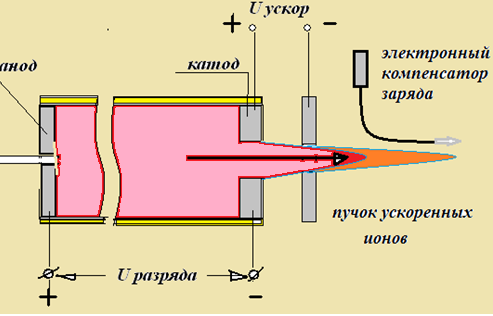 + U ускор -
анод
катод
электронный
компенсатор
заряда
пучок ускоренных
ионов
U разряда
+ -